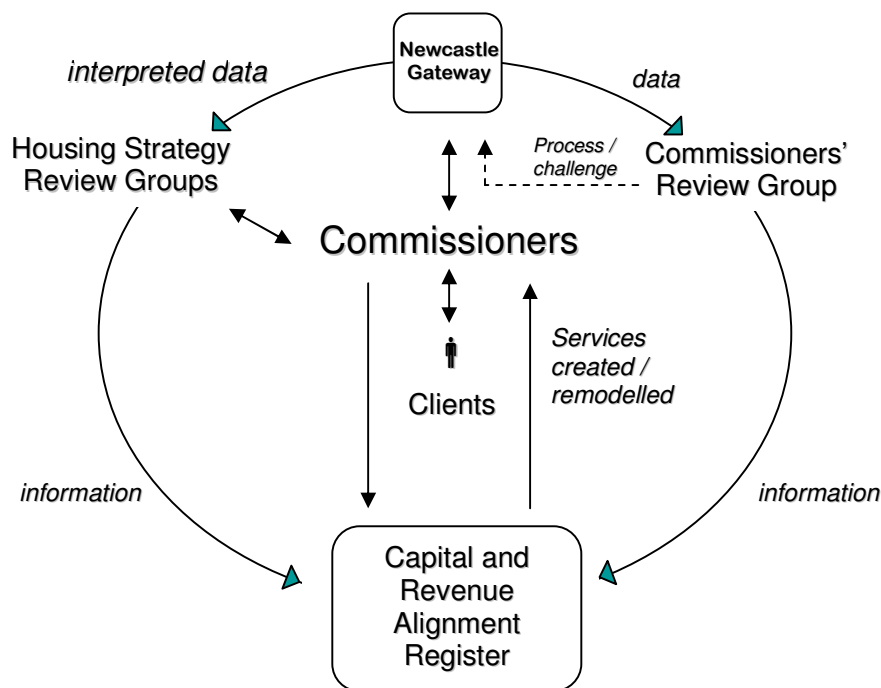 Newcastle
Gateway
interpreted data
data
Housing Strategy
Review Groups
Process /
challenge
Commissioners’
Review Group
Commissioners
Services
created /
remodelled
Clients
information
information
Capital and
Revenue
Alignment
Register